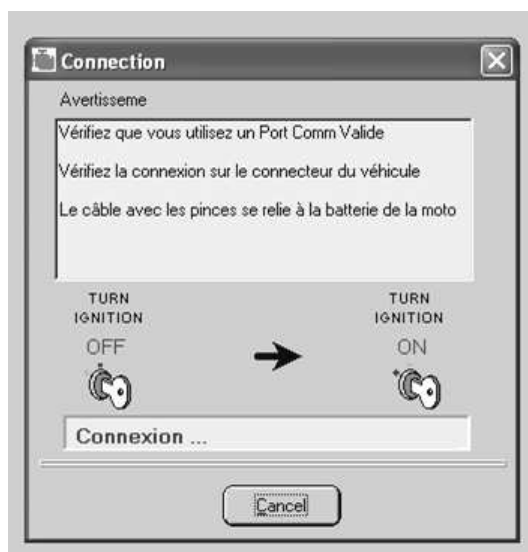 Connection
Avertisseme
Vérifiez que vous utilisez un Port Comm Valide
Vérifiez la connexion sur le connecteur du véhicule
Le câble avec les pinces se relie à la batterie de la moto
TURN
IGNITION
OFF
TURN
IGNITION
ON
Connexion ...
Cancel